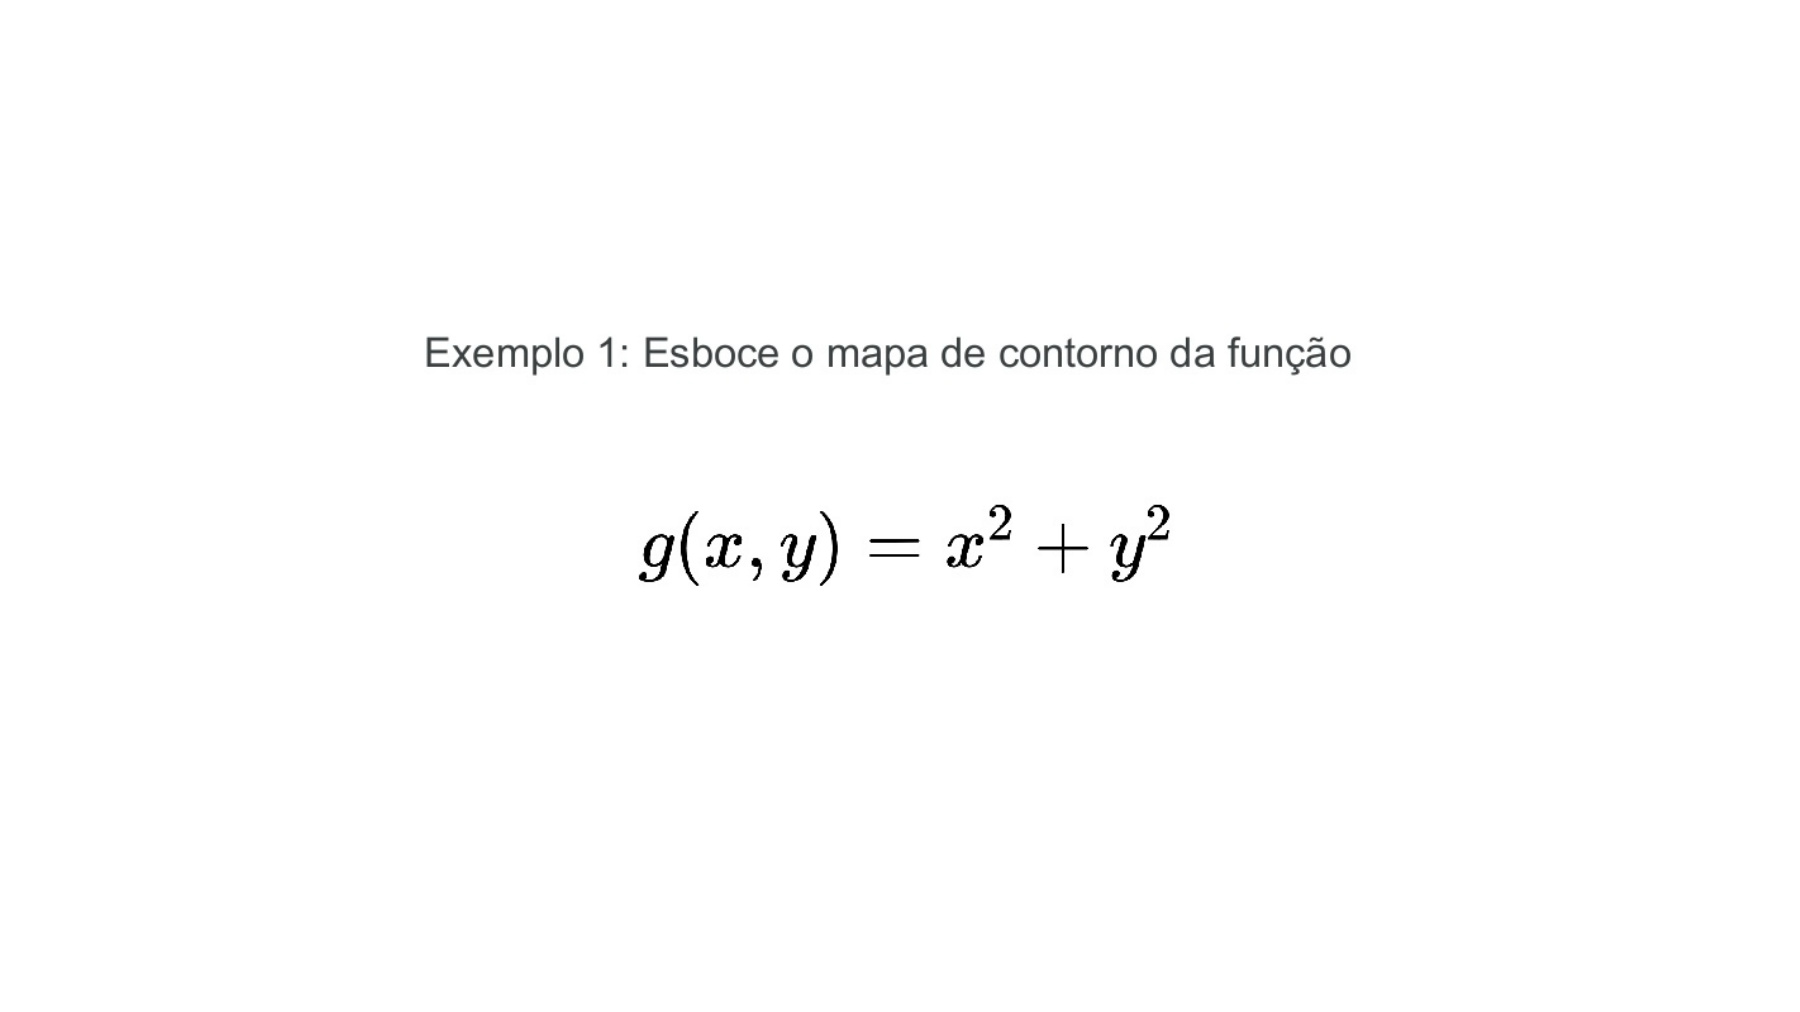 Exemplo 1: Esboce o mapa de contorno da função
g(x, y) = x² + y²